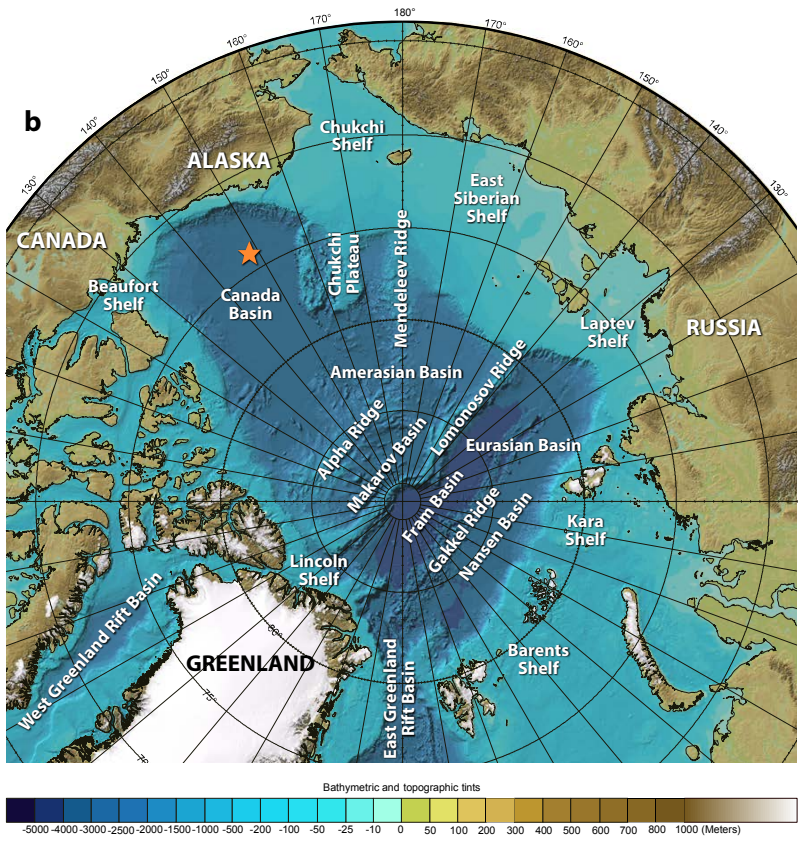 180°
170°
170°
160°
160°
150°
150°
140°
140°
130°
130°
b
Chukchi
Shelf
ALASKA
East
Siberian
Shelf
CANADA
Chukchi
Plateau
Mendeleev Ridge
Beaufort
Shelf
Canada
Basin
Laptev
Shelf
RUSSIA
Amerasian Basin
Lomonosov Ridge
Alpha Ridge
Makarov Basin
Eurasian Basin
Fram Basin
Gakkel Ridge
Nansen Basin
Kara
Shelf
Lincoln
Shelf
West Greenland Rift Basin
80°
GREENLAND
Barents
Shelf
East Greenland
Rift Basin
75°
Bathymetric and topographic tints
-5000 -4000 -3000 -2500 -2000 -1500 -1000 -500 -200 -100 -50 -25 -10 0 50 100 200 300 400 500 600 700 800 1000 (Meters)